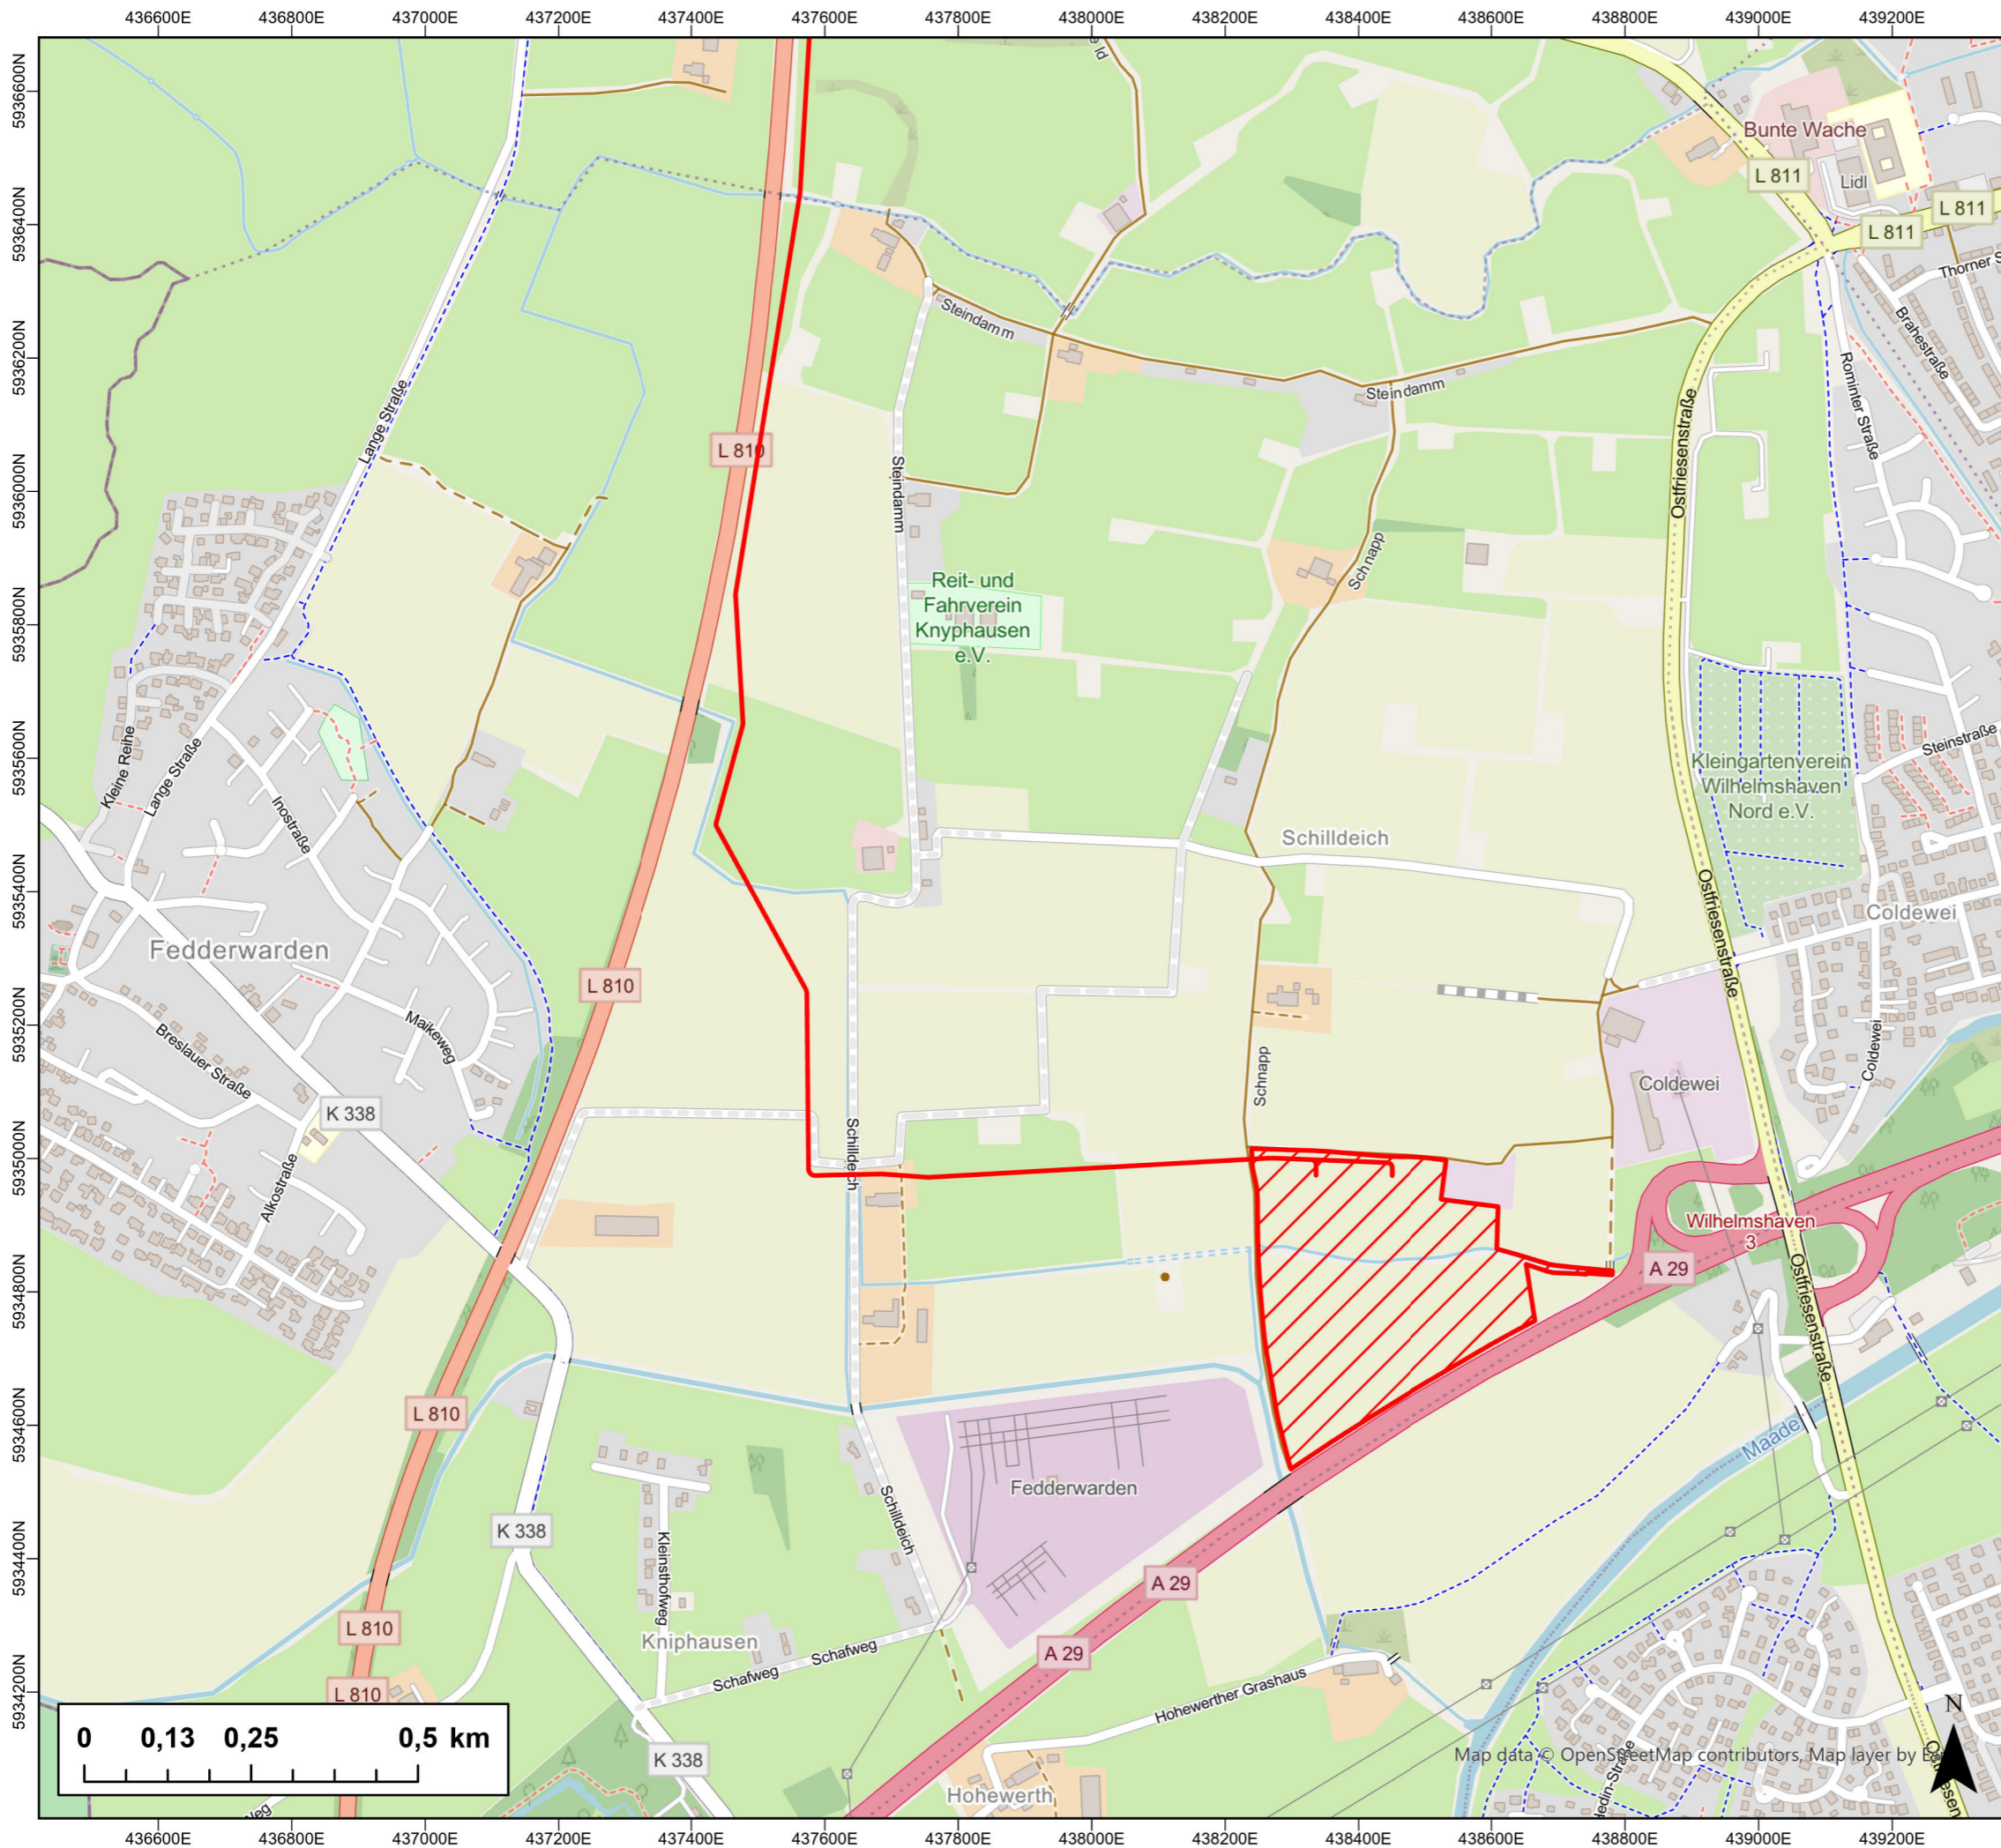 436600E 436800E 437000E 437200E 437400E 437600E 437800E 438000E 438200E 438400E 438600E 438800E 439000E 439200E
5936600N
5936400N
5936200N
5936000N
5935800N
5935600N
5935400N
5935200N
5935000N
5934800N
5934600N
5934400N
5934200N
Bunte Wache
L 811
Lidl
L 811
L 811
Thorner S
Brahestraße
Rominter Straße
Steindamm
Steindamm
Lange Straße
L 810
Ostfriesenstraße
Steindamm
Schnapp
Reit- und
Fahrverein
Knyphausen
e.V.
Kleine Reihe
Lange Straße
Inostraße
Steinstraße
Kleingartenverein
Wilhelmshaven
Nord e.V.
Schilldeich
Ostfriesenstraße
Coldewei
Fedderwarden
L 810
Maikeweg
Breslauer Straße
Coldewei
Schnapp
Coldewei
K 338
Schilldeich
Alkostraße
Wilhelmshaven
3
A 29
Ostfriesenstraße
L 810
Maade
Fedderwarden
Schilldeich
K 338
Kleinsthofweg
A 29
L 810
Kniphausen
Schafweg
Schafweg
A 29
Hohewerther Grashaus
L 810
K 338
Hohewerth
0 0,13 0,25 0,5 km
N
Map data © OpenStreetMap contributors, Map layer by E
437000E
436600E 436800E 437000E 437200E 437400E 437600E 437800E 438000E 438200E 438400E 438600E 438800E 439000E 439200E